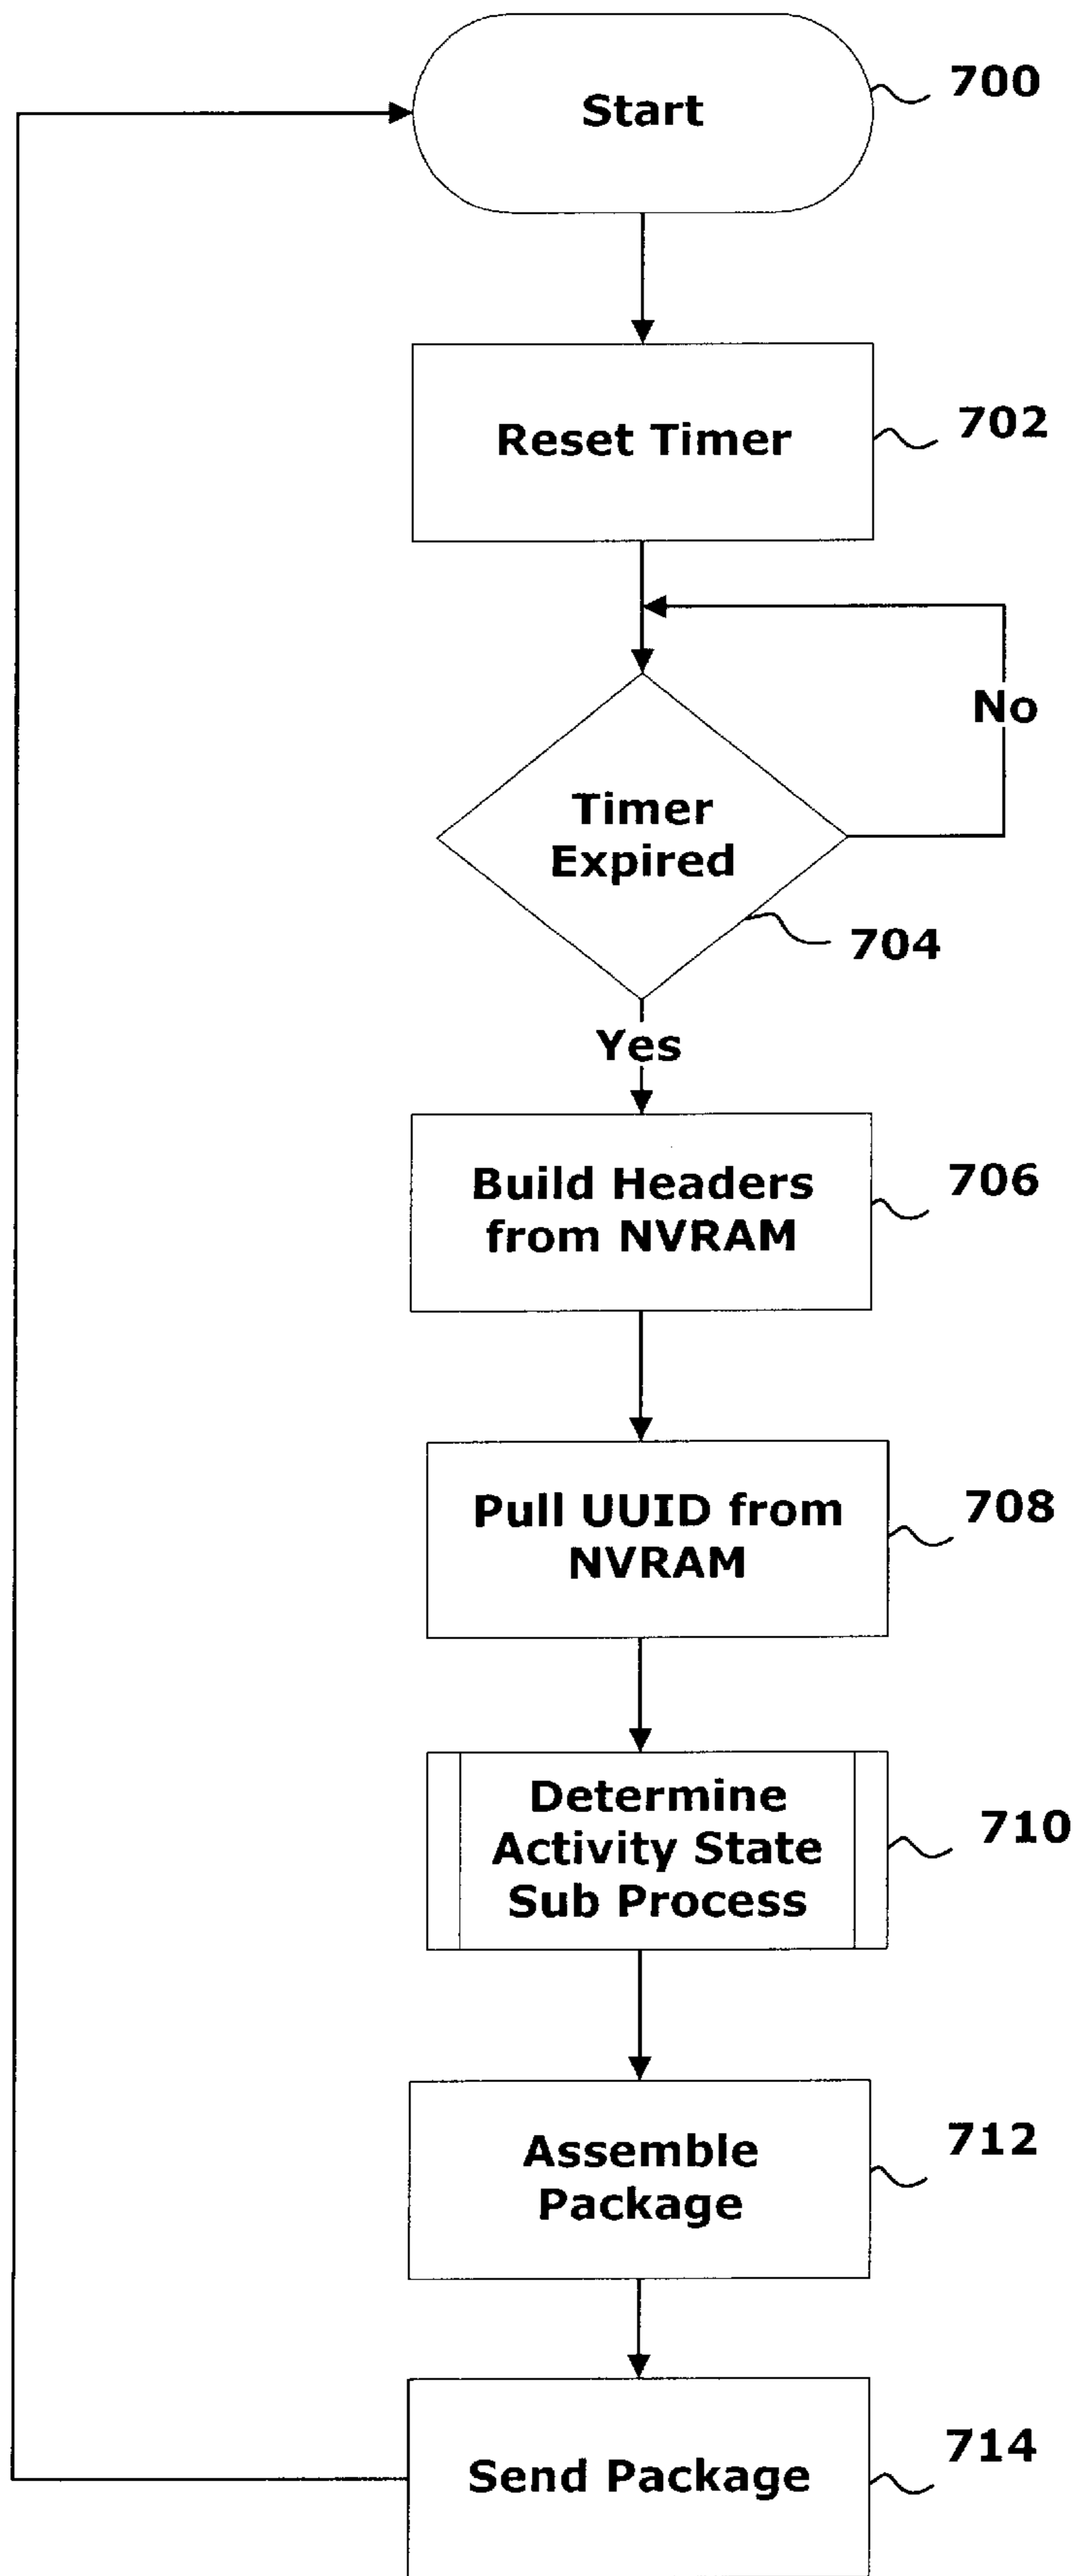 Start
700
Reset Timer
702
No
Timer
Expired
704
Yes
Build Headers
from NVRAM
706
Pull UUID from
NVRAM
708
Determine
Activity State
Sub Process
710
Assemble
Package
712
Send Package
714